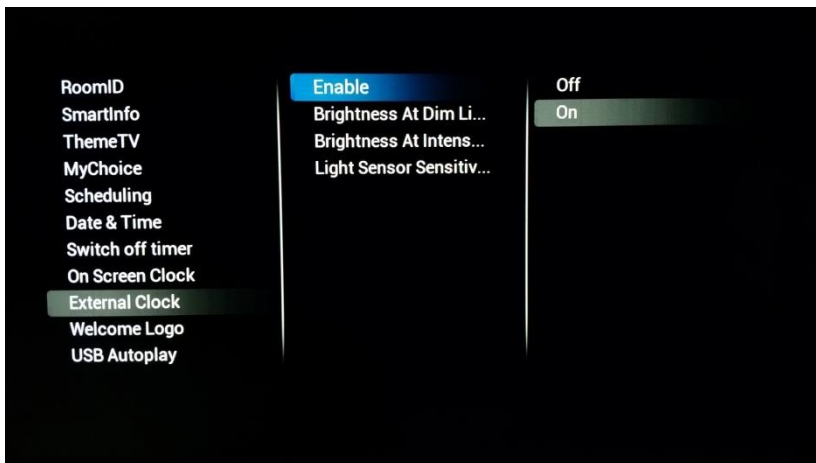 RoomID
SmartInfo
ThemeTV
MyChoice
Scheduling
Date & Time
Switch off timer
On Screen Clock
External Clock
Welcome Logo
USB Autoplay
Enable
Brightness At Dim Li...
Brightness At Intens...
Light Sensor Sensitiv...
Off
On